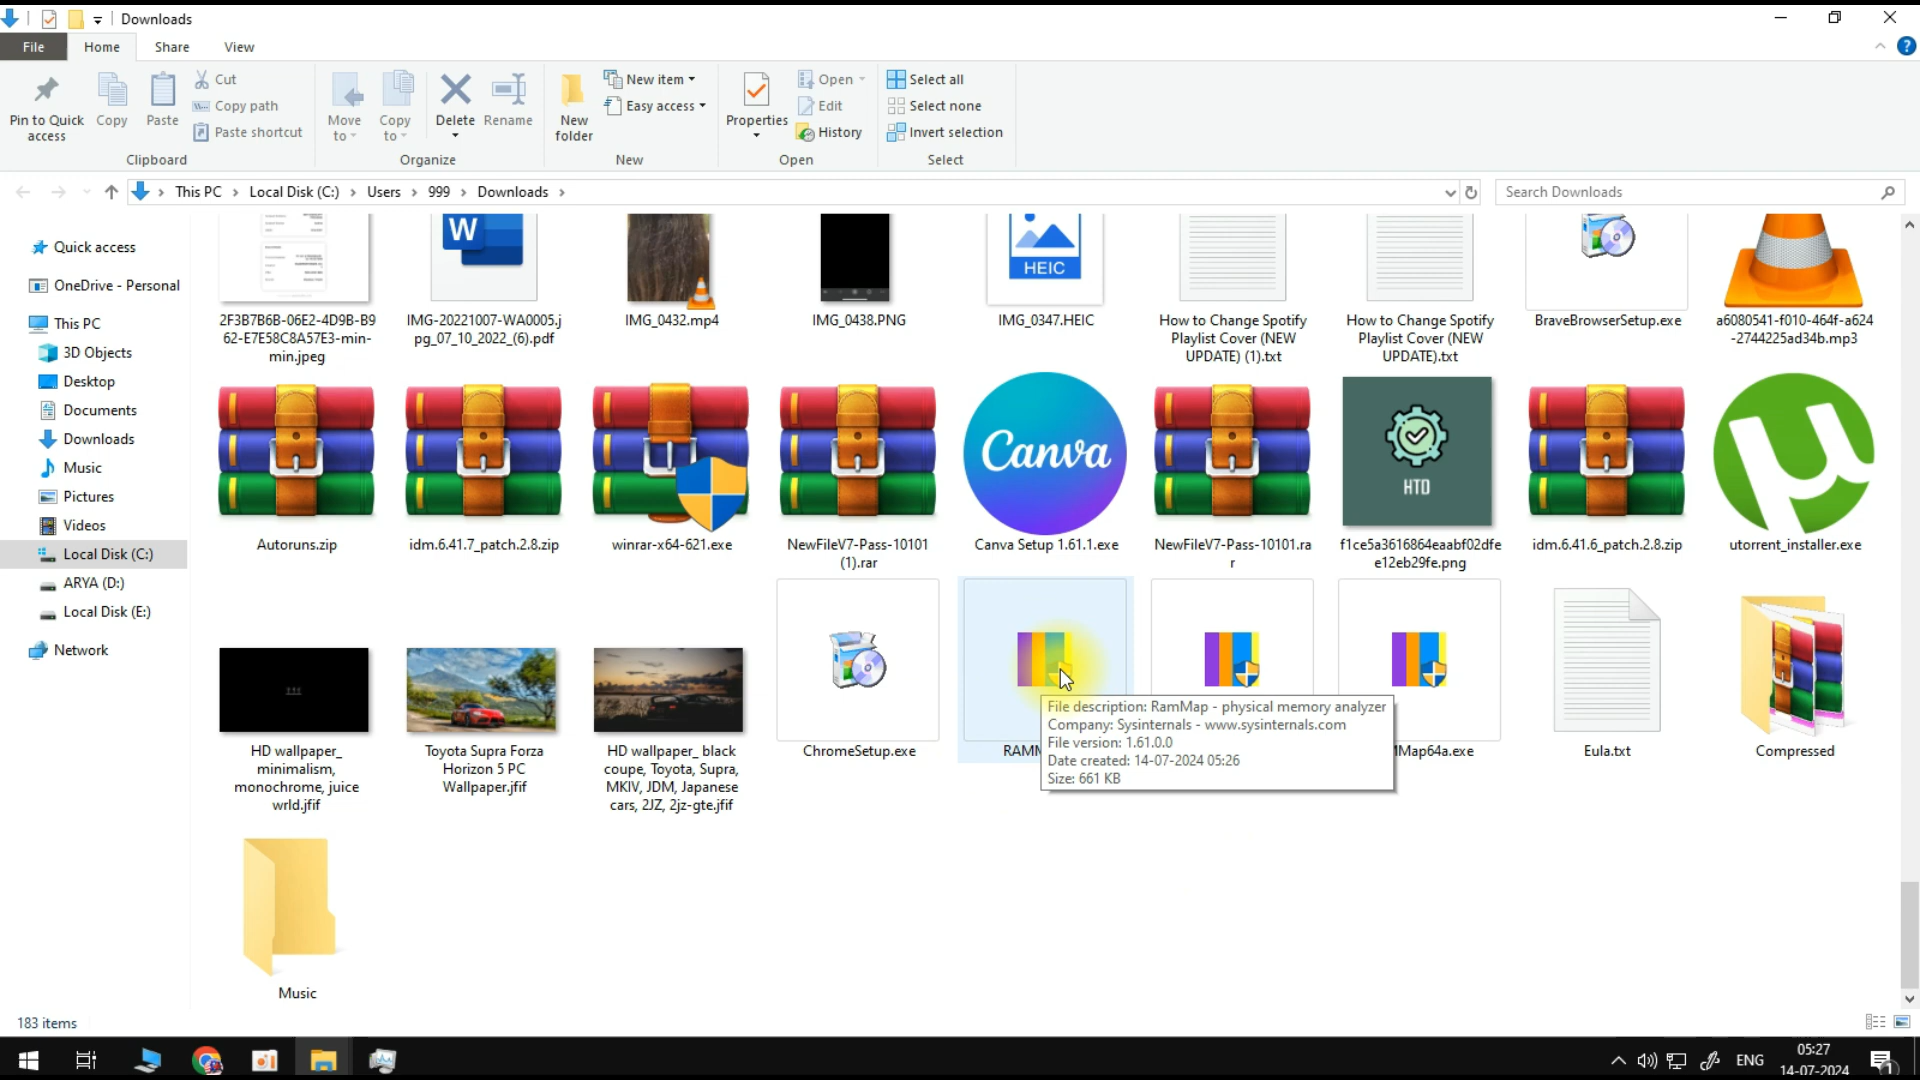 Downloads
File
Home
Share
View
Pin to Quick
access
Copy
Paste
Cut
Copy path
Paste shortcut
Clipboard
Move
to
Copy
to
Delete
Rename
Organize
New
folder
New item
Easy access
New
Properties
Open
Edit
History
Open
Select all
Select none
Invert selection
Select
This PC
Local Disk (C:)
Users
999
Downloads
Search Downloads
Quick access
OneDrive - Personal
This PC
3D Objects
Desktop
Documents
Downloads
Music
Pictures
Videos
Local Disk (C:)
ARYA (D:)
Local Disk (E:)
Network
W
HEIC
2F3B7B6B-06E2-4D9B-B9
62-E7E58C8A57E3-min-
min.jpeg
IMG-20221007-WA0005.j
pg_07_10_2022_(6).pdf
IMG_0432.mp4
IMG_0438.PNG
IMG_0347.HEIC
How to Change Spotify
Playlist Cover (NEW
UPDATE) (1).txt
How to Change Spotify
Playlist Cover (NEW
UPDATE).txt
BraveBrowserSetup.exe
a6080541-f010-464f-a624
-2744225ad34b.mp3
Canva
HTD
Autoruns.zip
idm.6.41.7_patch.2.8.zip
winrar-x64-621.exe
NewFileV7-Pass-10101
(1).rar
Canva Setup 1.61.1.exe
NewFileV7-Pass-10101.ra
r
f1ce5a3616864eaabf02dfe
e12eb29fe.png
idm.6.41.6_patch.2.8.zip
utorrent_installer.exe
HD wallpaper_
minimalism,
monochrome, juice
wrld.jfif
Toyota Supra Forza
Horizon 5 PC
Wallpaper.jfif
HD wallpaper_ black
coupe, Toyota, Supra,
MKIV, JDM, Japanese
cars, 2JZ, 2jz-gte.jfif
ChromeSetup.exe
RAMM
File description: RamMap - physical memory analyzer
Company: Sysinternals - www.sysinternals.com
File version: 1.61.0.0
Date created: 14-07-2024 05:26
Size: 661 KB
Map64a.exe
Eula.txt
Compressed
Music
183 items
ENG
05:27
14-07-2024
1